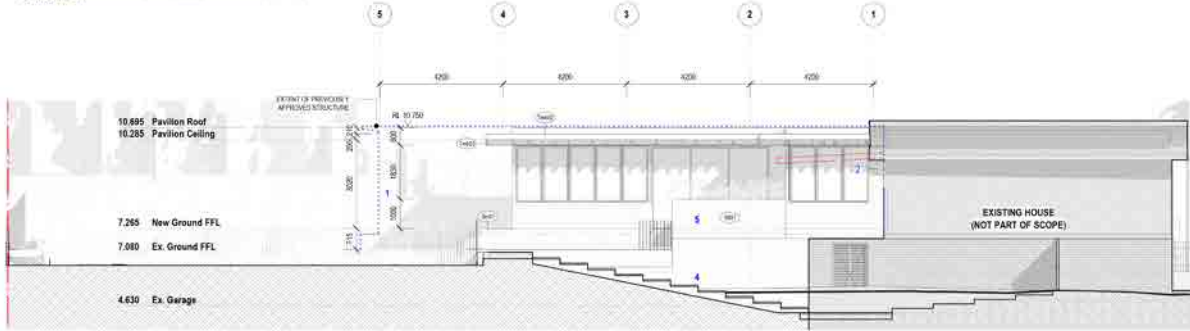 5
4
3
2
1
4200
4200
4200
4200
EXTENT OF PREVIOUSLY
APPROVED STRUCTURE
RL 10.750
10.695 Pavilion Roof
10.285 Pavilion Ceiling
600
3020
1830
1000
1
2
5
4
7.265 New Ground FFL
7.080 Ex. Ground FFL
4.630 Ex. Garage
EXISTING HOUSE
(NOT PART OF SCOPE)